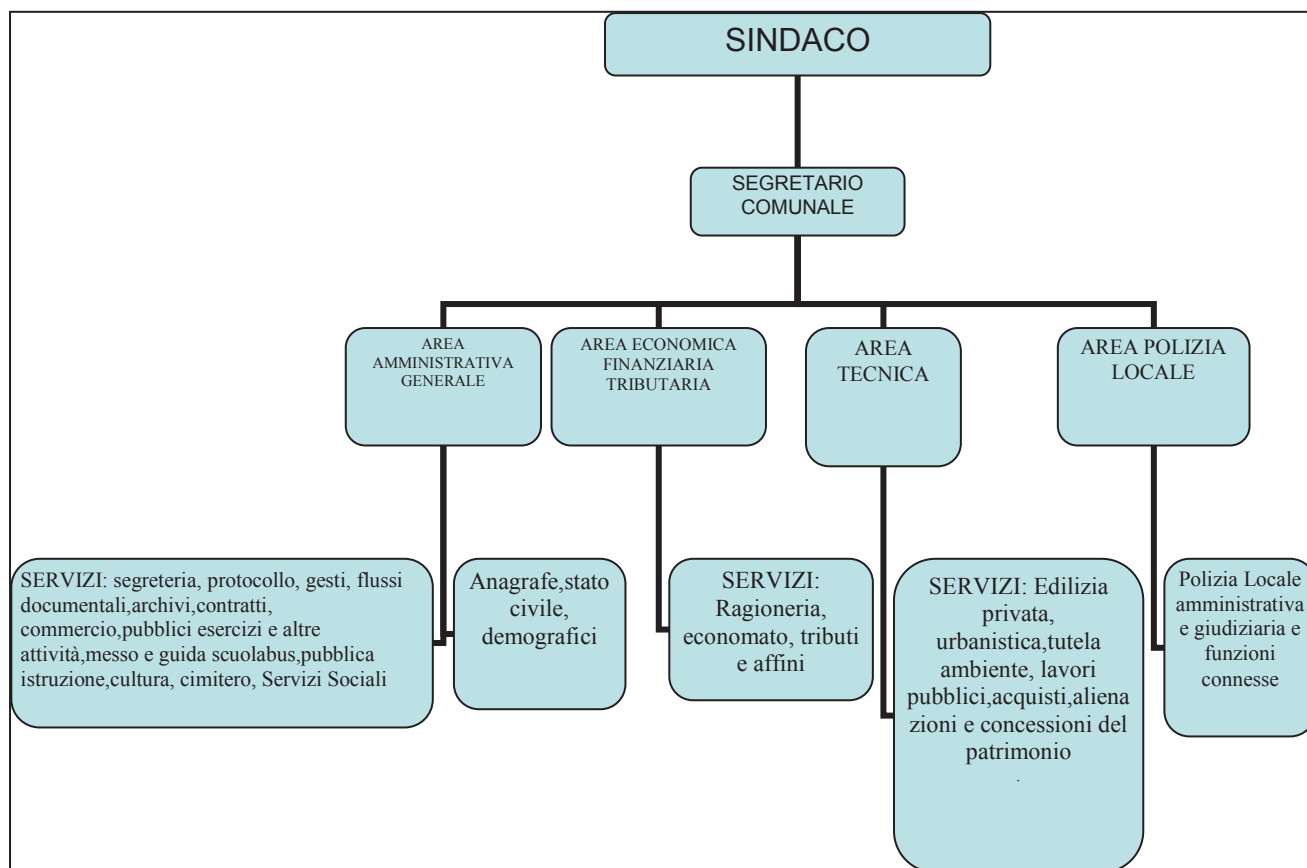 SINDACO
SEGRETARIO
COMUNALE
AREA
AMMINISTRATIVA
GENERALE
AREA ECONOMICA
FINANZIARIA
TRIBUTARIA
AREA
TECNICA
AREA POLIZIA
LOCALE
SERVIZI: segreteria, protocollo, gesti, flussi
documentali,archivi,contratti,
commercio,pubblici esercizi e altre
attività,messo e guida scuolabus,pubblica
istruzione,cultura, cimitero, Servizi Sociali
Anagrafe,stato
civile,
demografici
SERVIZI:
Ragioneria,
economato, tributi
e affini
SERVIZI: Edilizia
privata,
urbanistica,tutela
ambiente, lavori
pubblici,acquisti,aliena
zioni e concessioni del
patrimonio
.
Polizia Locale
amministrativa
e giudiziaria e
funzioni
connesse